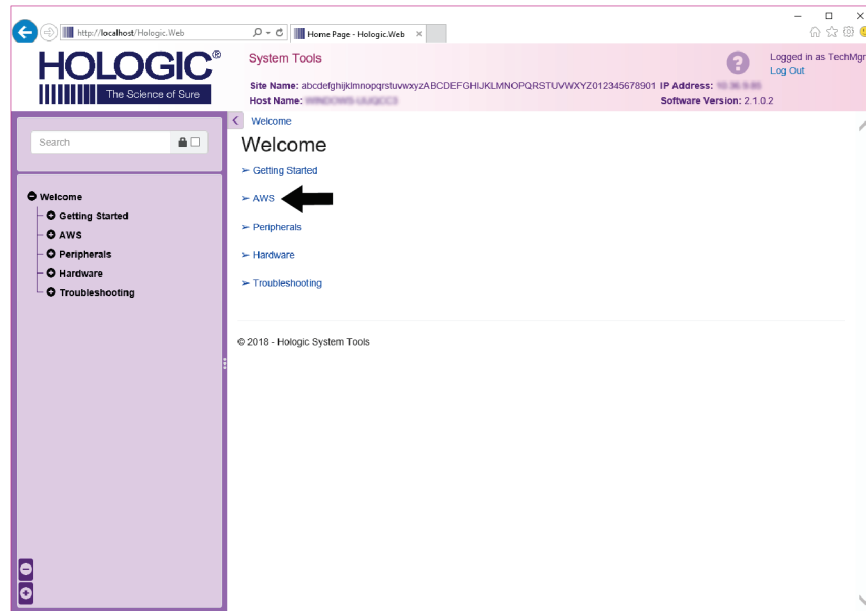 http://localhost/Hologic.Web
Home Page - Hologic.Web
HOLOGIC®
The Science of Sure
System Tools
Logged in as TechMgr
Log Out
Site Name: abcdefghijklmnopqrstuvwxyzABCDEFGHIJKLMNOPQRSTUVWXYZ012345678901 IP Address:
Host Name:
Software Version: 2.1.0.2
Search
Welcome
Getting Started
AWS
Peripherals
Hardware
Troubleshooting
Welcome
Welcome
➢ Getting Started
➢ AWS
➢ Peripherals
➢ Hardware
➢ Troubleshooting
© 2018 - Hologic System Tools